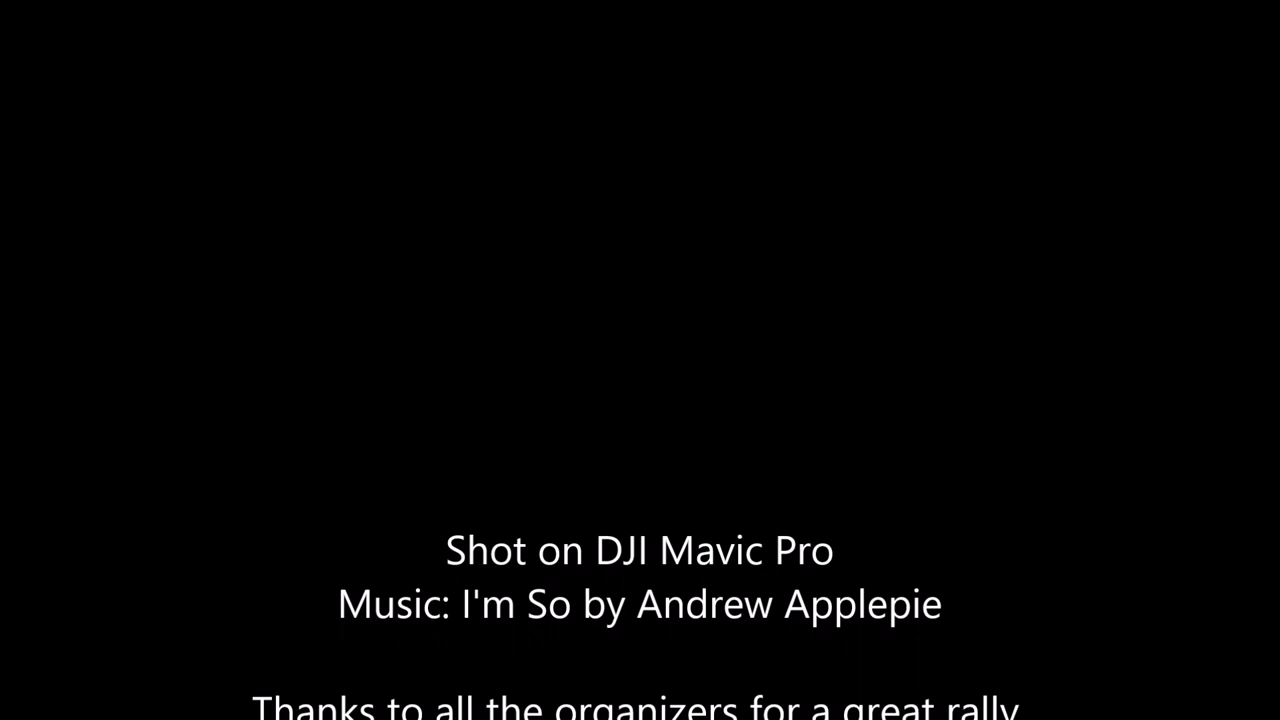 Shot on DJI Mavic Pro
Music: I'm So by Andrew Applepie
Thanks to all the organizers for a great rally